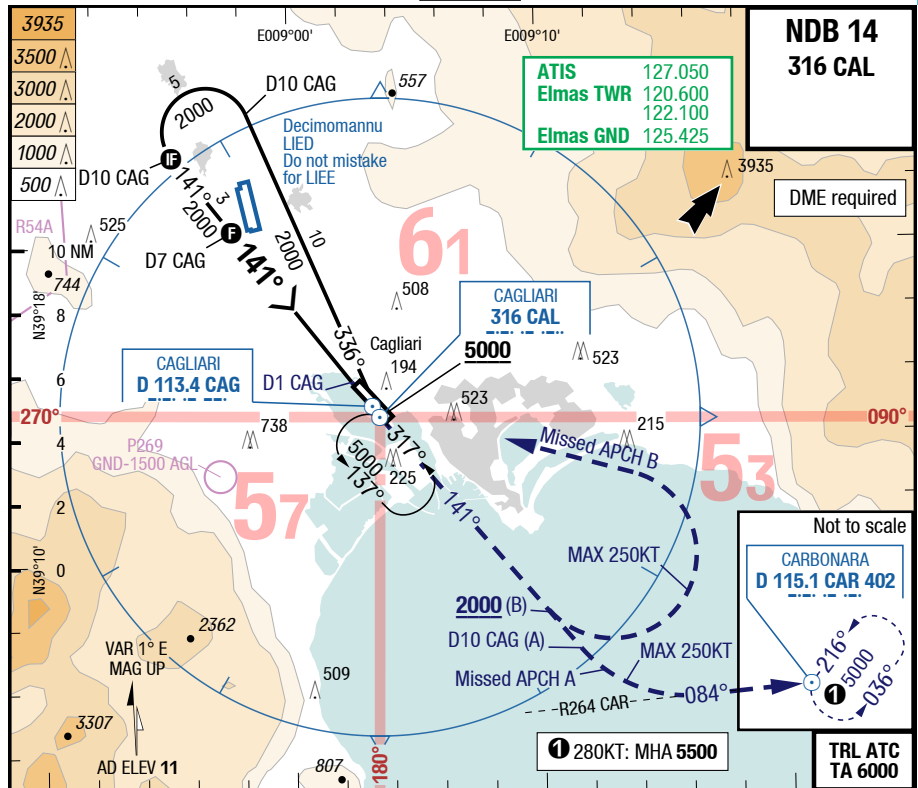 3935
3500
3000
2000
1000
500
E009°00'
E009°10'
NDB 14
316 CAL
ATIS 127.050
Elmas TWR 120.600
122.100
Elmas GND 125.425
DME required
3935
557
5
2000
D10 CAG
Decimomannu
LIED
Do not mistake
for LIEE
IF
D10 CAG
141°
3
2000
F
D7 CAG
141°
10
2000
336°
R54A
525
10 NM
744
N39°18'
8
6
4
2
0
N39°10'
61
508
CAGLIARI
316 CAL
5000
Cagliari
194
523
CAGLIARI
D 113.4 CAG
D1 CAG
523
270°
090°
738
215
P269
GND-1500 AGL
57
53
317°
5000
137°
225
Missed APCH B
141°
MAX 250KT
2000 (B)
D10 CAG (A)
MAX 250KT
Missed APCH A
084°
R264 CAR
Not to scale
CARBONARA
D 115.1 CAR 402
216°
5000
036°
1
2362
VAR 1° E
MAG UP
509
3307
AD ELEV 11
807
180°
1 280KT: MHA 5500
TRL ATC
TA 6000